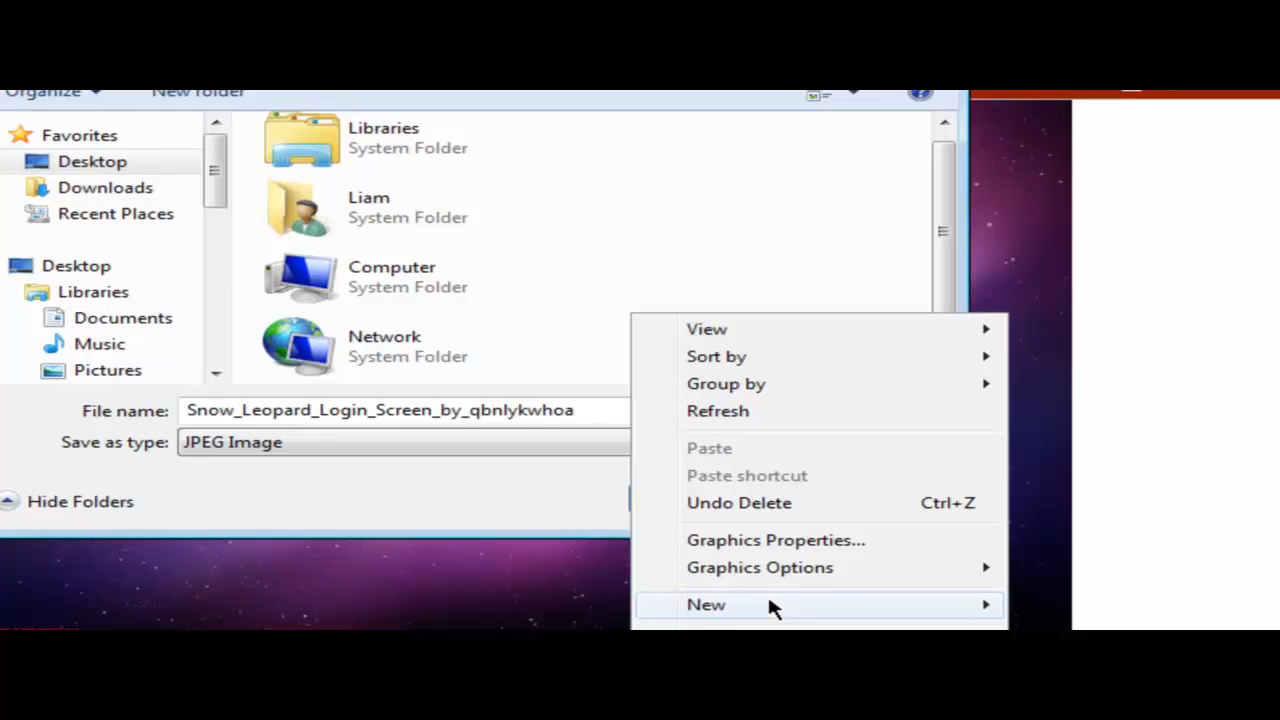 Organize
New folder
Favorites
Desktop
Downloads
Recent Places
Desktop
Libraries
Documents
Music
Pictures
Libraries
System Folder
Liam
System Folder
Computer
System Folder
Network
System Folder
File name: Snow_Leopard_Login_Screen_by_qbnlykwhoa
Save as type: JPEG Image
Hide Folders
View
Sort by
Group by
Refresh
Paste
Paste shortcut
Undo Delete Ctrl+Z
Graphics Properties...
Graphics Options
New